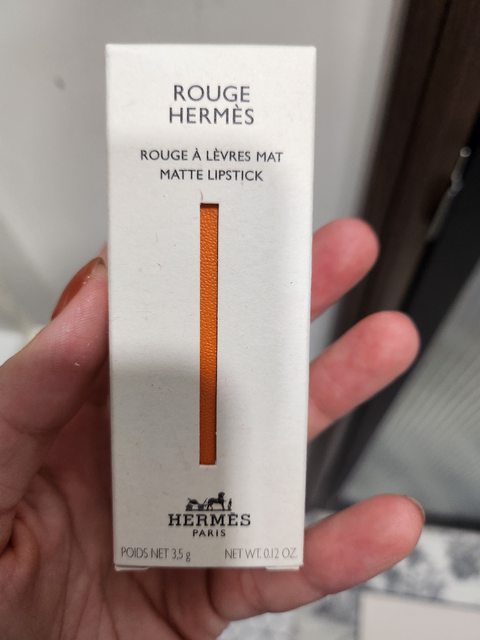 ROUGE
HERMÈS
ROUGE À LÈVRES MAT
MATTE LIPSTICK
HERMÈS
PARIS
POIDS NET 3,5 g NET WT. 0.12 OZ.